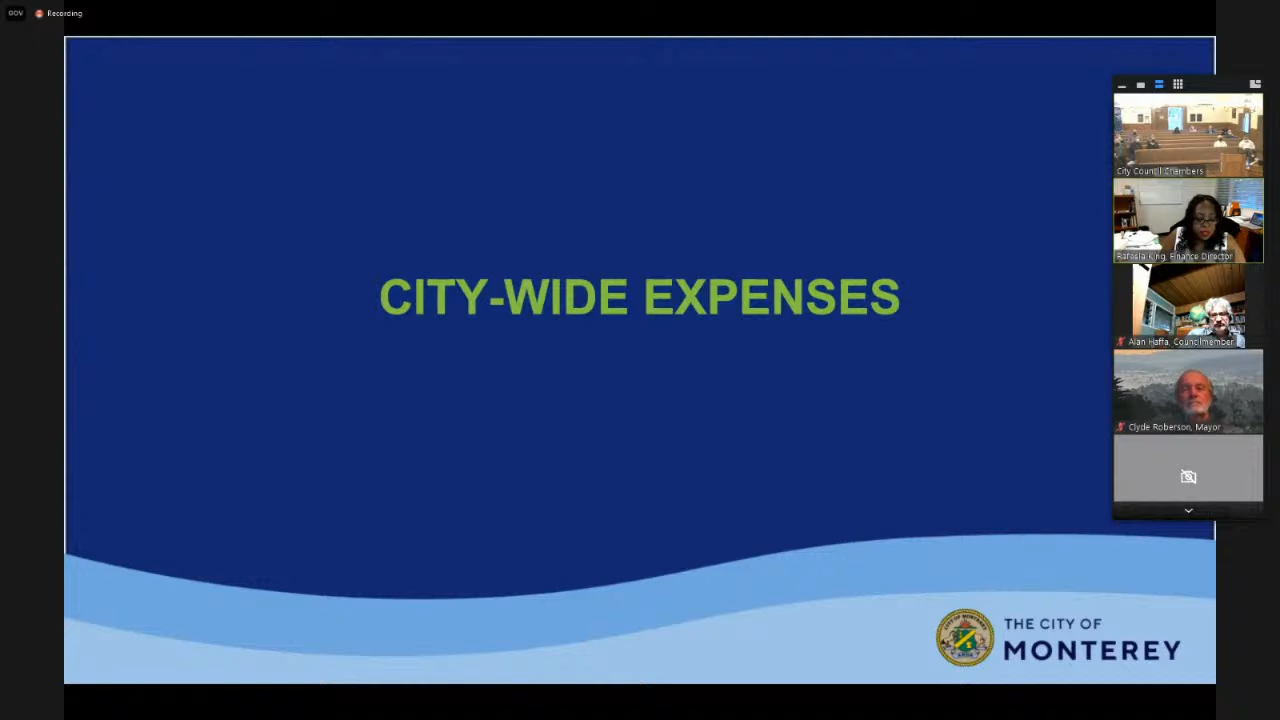 GOV Recording
CITY-WIDE EXPENSES
City Council Chambers
Rafaela King, Finance Director
Alan Haffa, Councilmember
Clyde Roberson, Mayor
THE CITY OF
MONTEREY